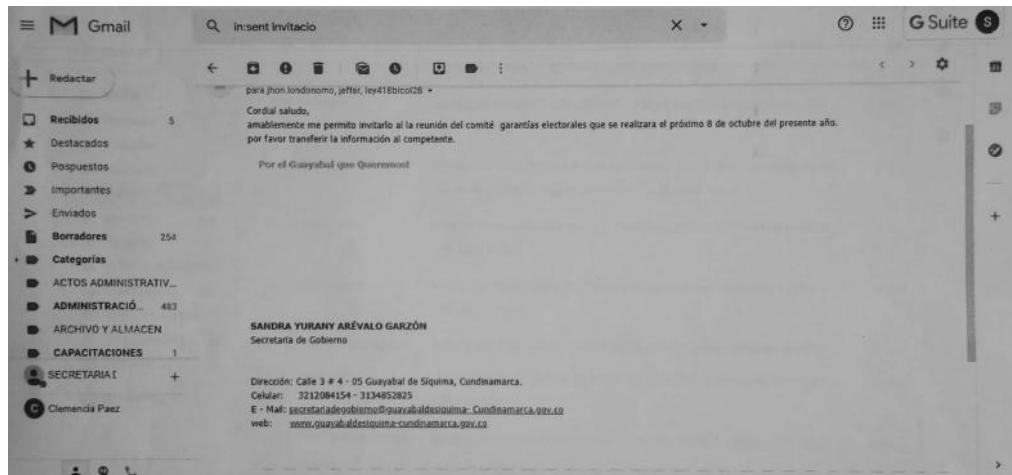 Gmail
in:sent invitacio
G Suite
S
Redactar
para jhon.londonomo, jeffer, ley418bicol28
Cordial saludo,
amablemente me permito invitarlo al la reunión del comité garantías electorales que se realizara el próximo 8 de octubre del presente año.
por favor transferir la información al competente.
Por el Guayabal que Queremos!
Recibidos 5
Destacados
Pospuestos
Importantes
Enviados
Borradores 254
Categorías
ACTOS ADMINISTRATIV...
ADMINISTRACIÓ... 483
ARCHIVO Y ALMACEN
CAPACITACIONES 1
SECRETARIA
C Clemencia Paez
SANDRA YURANY ARÉVALO GARZÓN
Secretaria de Gobierno
Dirección: Calle 3 # 4 - 05 Guayabal de Síquima, Cundinamarca.
Celular: 3212084154 - 3134852825
E - Mail: secretariadegobierno@guayabaldesiquima- Cundinamarca.gov.co
web: www.guayabaldesiquima-cundinamarca.gov.co